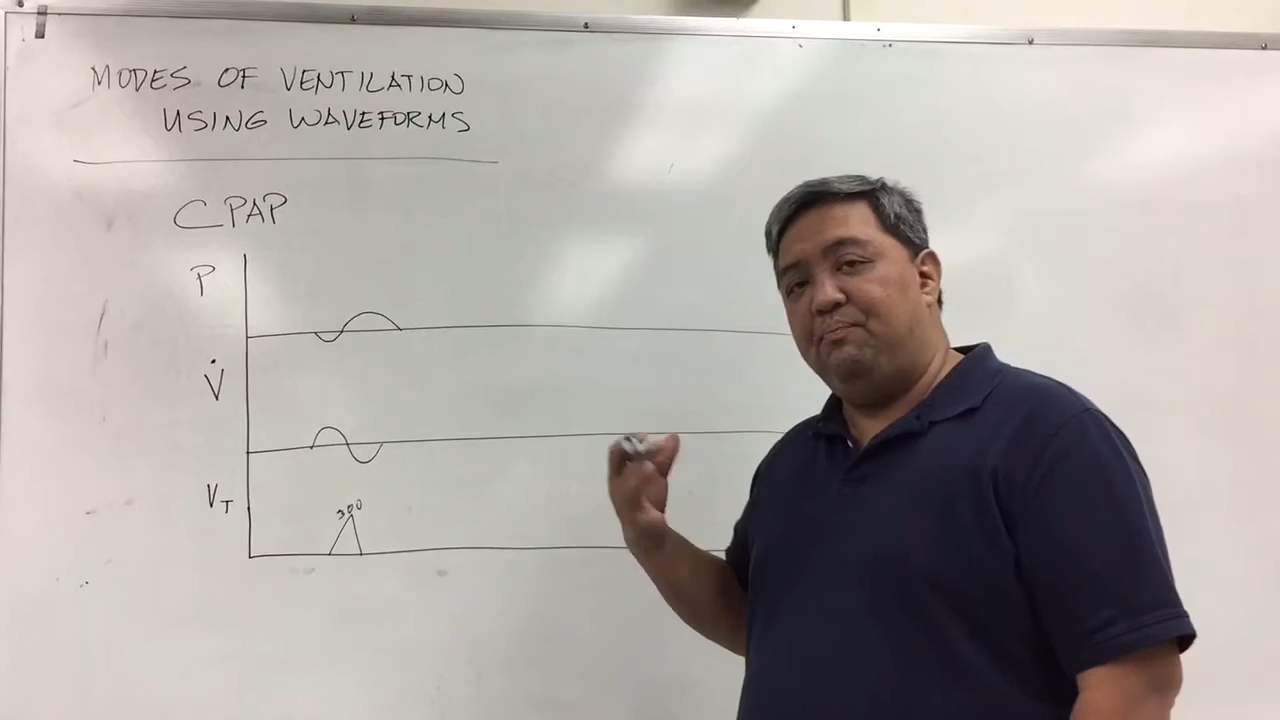 MODES OF VENTILATION
USING WAVEFORMS
CPAP
P
V̇
VT
300